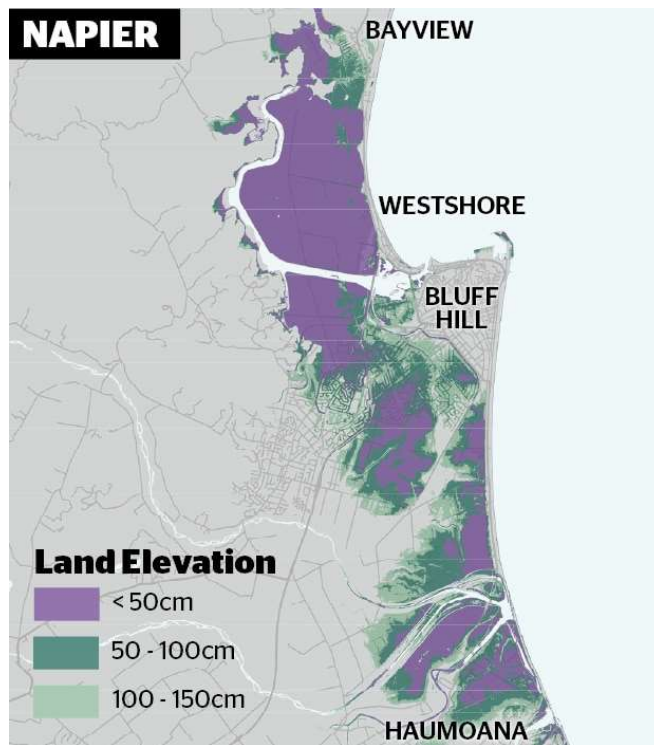 NAPIER
BAYVIEW
WESTSHORE
BLUFF
HILL
Land Elevation
< 50cm
50 - 100cm
100 - 150cm
HAUMOANA